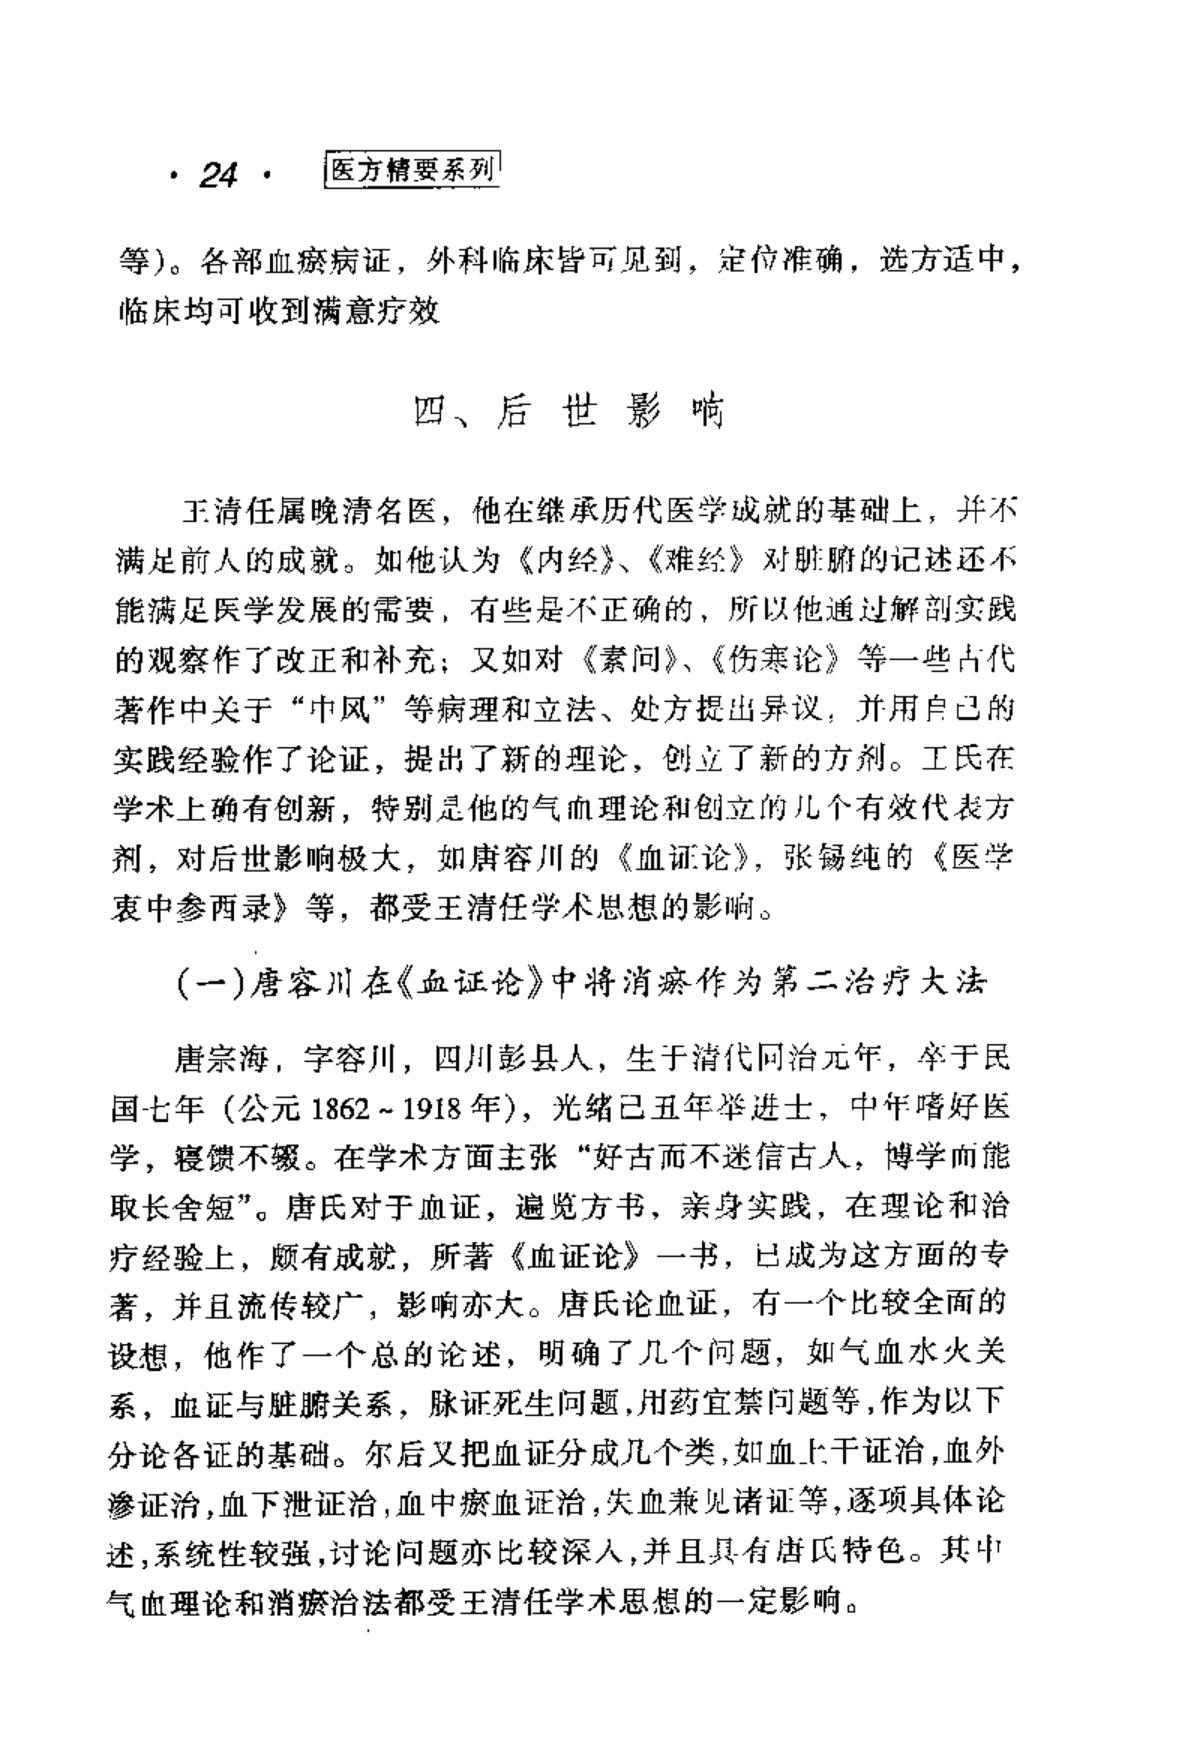 · 24 · 医方精要系列
等)。各部血瘀病证，外科临床皆可见到，定位准确，选方适中，
临床均可收到满意疗效
四、后世影响
王清任属晚清名医，他在继承历代医学成就的基础上，并不
满足前人的成就。如他认为《内经》、《难经》对脏腑的记述还不
能满足医学发展的需要，有些是不正确的，所以他通过解剖实践
的观察作了改正和补充；又如对《素问》、《伤寒论》等一些古代
著作中关于“中风”等病理和立法、处方提出异议，并用自己的
实践经验作了论证，提出了新的理论，创立了新的方剂。王氏在
学术上确有创新，特别是他的气血理论和创立的几个有效代表方
剂，对后世影响极大，如唐容川的《血证论》，张锡纯的《医学
衷中参西录》等，都受王清任学术思想的影响。
(一)唐容川在《血证论》中将消瘀作为第二治疗大法
唐宗海，字容川，四川彭县人，生于清代同治元年，卒于民
国七年（公元1862～1918年），光绪己丑年举进士，中年嗜好医
学，寝馈不辍。在学术方面主张“好古而不迷信古人，博学而能
取长舍短”。唐氏对于血证，遍览方书，亲身实践，在理论和治
疗经验上，颇有成就，所著《血证论》一书，已成为这方面的专
著，并且流传较广，影响亦大。唐氏论血证，有一个比较全面的
设想，他作了一个总的论述，明确了几个问题，如气血水火关
系，血证与脏腑关系，脉证死生问题,用药宜禁问题等,作为以下
分论各证的基础。尔后又把血证分成几个类,如血上干证治,血外
渗证治,血下泄证治,血中瘀血证治,失血兼见诸证等,逐项具体论
述,系统性较强,讨论问题亦比较深入,并且具有唐氏特色。其中
气血理论和消瘀治法都受王清任学术思想的一定影响。